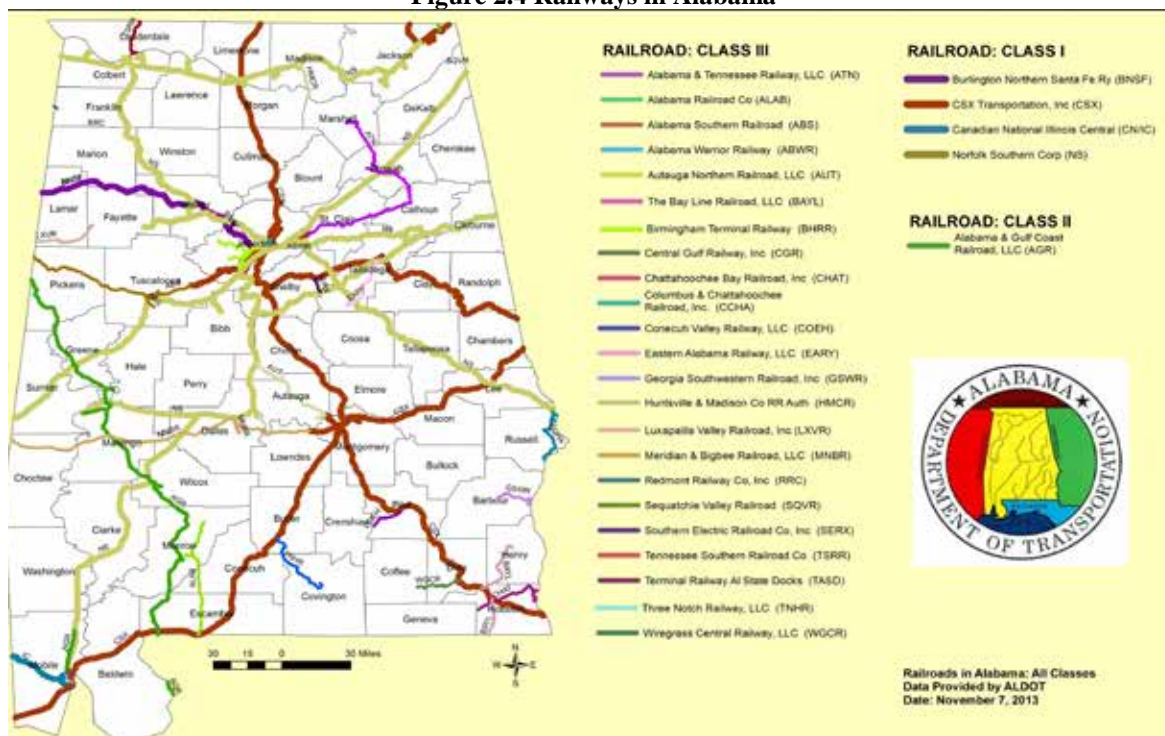 Figure 2.4 Railways in Alabama
RAILROAD: CLASS III
Alabama & Tennessee Railway, LLC (ATN)
Alabama Railroad Co (ALAB)
Alabama Southern Railroad (ABS)
Alabama Warrior Railway (ABWR)
Autauga Northern Railroad, LLC (AUT)
The Bay Line Railroad, LLC (BAYL)
Birmingham Terminal Railway (BHRR)
Central Gulf Railway, Inc (CGR)
Chattahoochee Bay Railroad, Inc (CHAT)
Columbus & Chattahoochee
Railroad, Inc. (CCHA)
Conecuh Valley Railway, LLC (COEH)
Eastern Alabama Railway, LLC (EARY)
Georgia Southwestern Railroad, Inc (GSWR)
Huntsville & Madison Co RR Auth (HMCR)
Luxapalila Valley Railroad, Inc (LXVR)
Meridian & Bigbee Railroad, LLC (MNBR)
Redmont Railway Co, Inc (RRC)
Sequatchie Valley Railroad (SQVR)
Southern Electric Railroad Co, Inc (SERX)
Tennessee Southern Railroad Co (TSRR)
Terminal Railway Al State Docks (TASD)
Three Notch Railway, LLC (TNHR)
Wiregrass Central Railway, LLC (WGCR)
RAILROAD: CLASS I
Burlington Northern Santa Fe Ry (BNSF)
CSX Transportation, Inc (CSX)
Canadian National Illinois Central (CN/IC)
Norfolk Southern Corp (NS)
RAILROAD: CLASS II
Alabama & Gulf Coast
Railroad, LLC (AGR)
ALABAMA
DEPARTMENT OF TRANSPORTATION
Limestone
Madison
Jackson
Colbert
Lawrence
Franklin
RRC
Morgan
DeKalb
Marshall
Marion
Winston
Cullman
Cherokee
Blount
Lamar
Fayette
St. Clair
Calhoun
Cleburne
Pickens
Tuscaloosa
Shelby
Talladega
Clay
Randolph
Bibb
Coosa
Chambers
Greene
Hale
Chilton
Tallapoosa
Sumter
Perry
Elmore
Lee
Autauga
Macon
Dallas
Montgomery
Russell
Marengo
Lowndes
Bullock
Choctaw
Wilcox
Barbour
Clarke
Butler
Crenshaw
Monroe
Washington
Conecuh
Coffee
Henry
WGCR
Covington
Escambia
Geneva
Mobile
Baldwin
30 15 0 30 Miles
N
W E
S
Railroads in Alabama: All Classes
Data Provided by ALDOT
Date: November 7, 2013